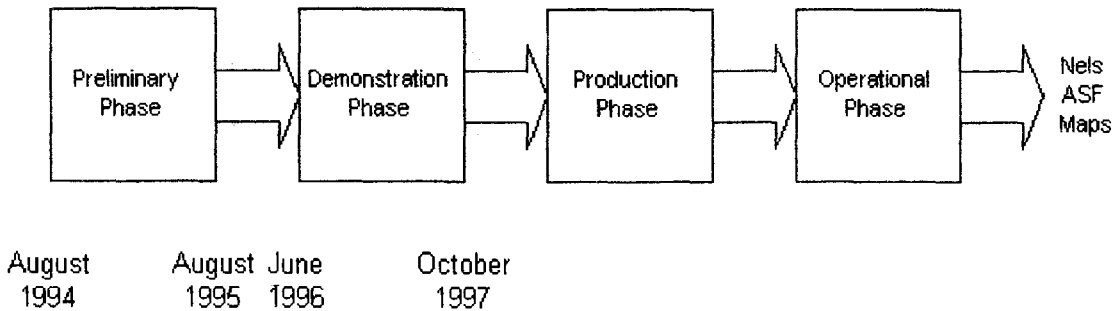 Preliminary
Phase
Demonstration
Phase
Production
Phase
Operational
Phase
Nels
ASF
Maps
August
1994
August
1995
June
1996
October
1997